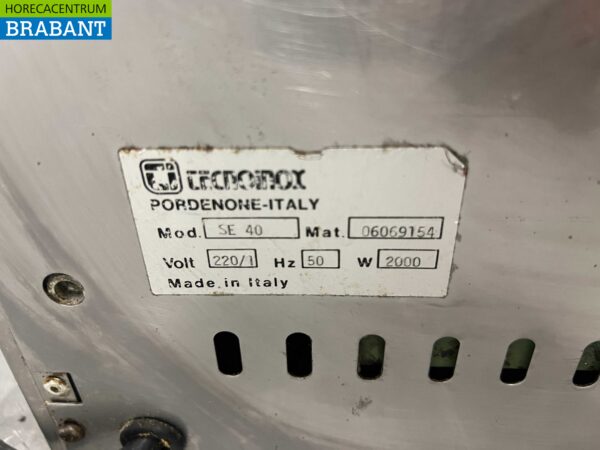 HORECACENTRUM
BRABANT
TECNOINOX
PORDENONE-ITALY
Mod. SE 40 Mat. 06069154
Volt 220/1 Hz 50 W 2000
Made in Italy